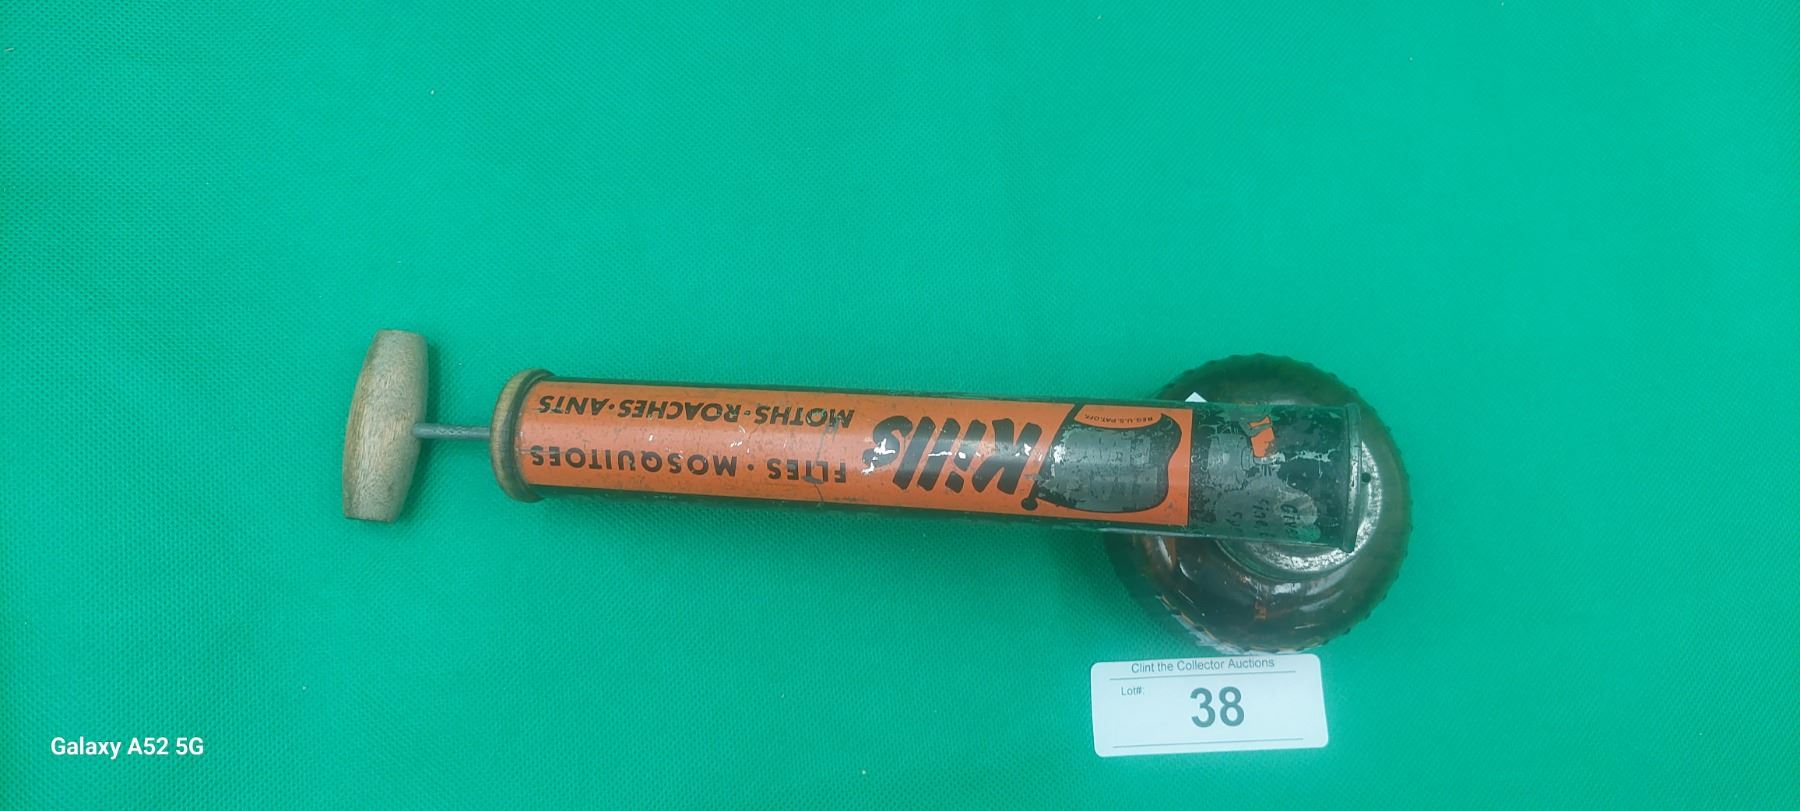 REG. U.S. PAT. OFF.
Kills
FLIES • MOSQUITOES
MOTHS • ROACHES • ANTS
Clint the Collector Auctions
Lot#:
38
Galaxy A52 5G